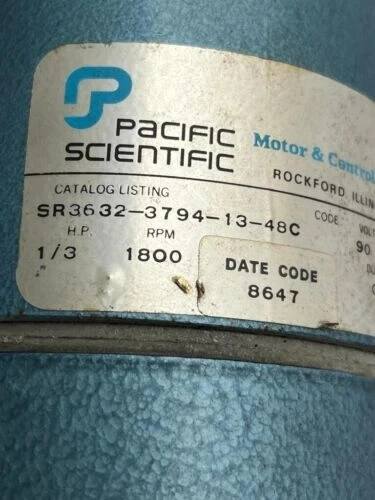 PACIFIC
SCIENTIFIC
Motor & Control
ROCKFORD, ILLIN
CATALOG LISTING
SR3632-3794-13-48C
CODE
VOL
90
H.P.
RPM
1/3
1800
DATE CODE
8647